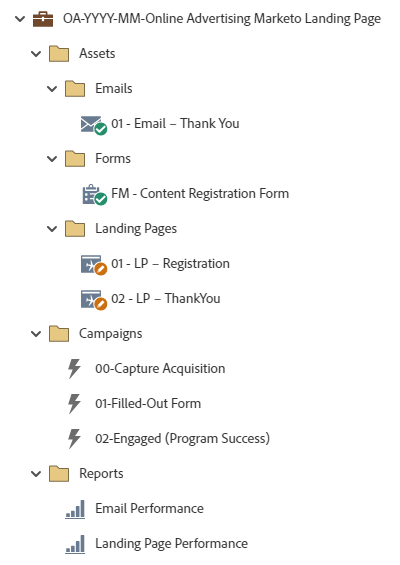 OA-YYYY-MM-Online Advertising Marketo Landing Page
Assets
Emails
01 - Email – Thank You
Forms
FM - Content Registration Form
Landing Pages
01 - LP – Registration
02 - LP – ThankYou
Campaigns
00-Capture Acquisition
01-Filled-Out Form
02-Engaged (Program Success)
Reports
Email Performance
Landing Page Performance